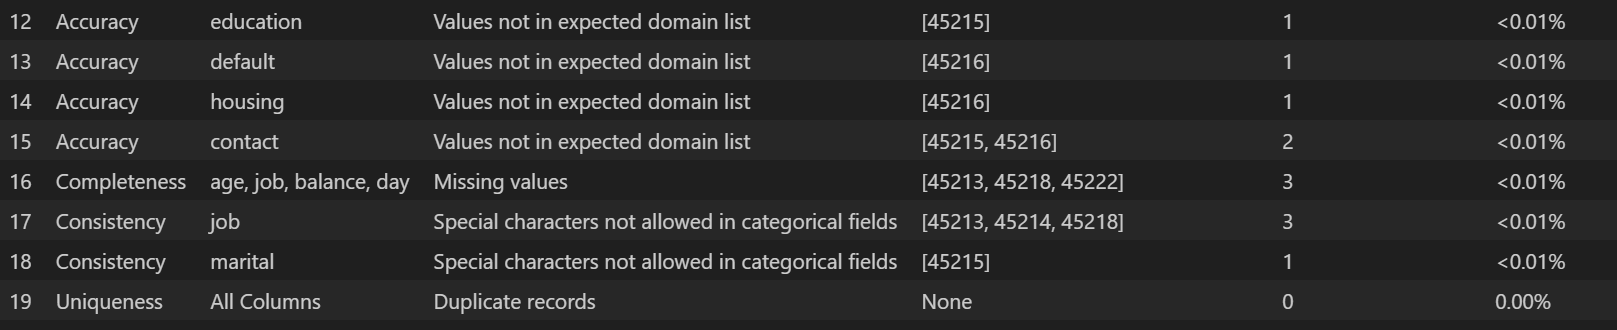 12 Accuracy education Values not in expected domain list [45215] 1 <0.01%
13 Accuracy default Values not in expected domain list [45216] 1 <0.01%
14 Accuracy housing Values not in expected domain list [45216] 1 <0.01%
15 Accuracy contact Values not in expected domain list [45215, 45216] 2 <0.01%
16 Completeness age, job, balance, day Missing values [45213, 45218, 45222] 3 <0.01%
17 Consistency job Special characters not allowed in categorical fields [45213, 45214, 45218] 3 <0.01%
18 Consistency marital Special characters not allowed in categorical fields [45215] 1 <0.01%
19 Uniqueness All Columns Duplicate records None 0 0.00%